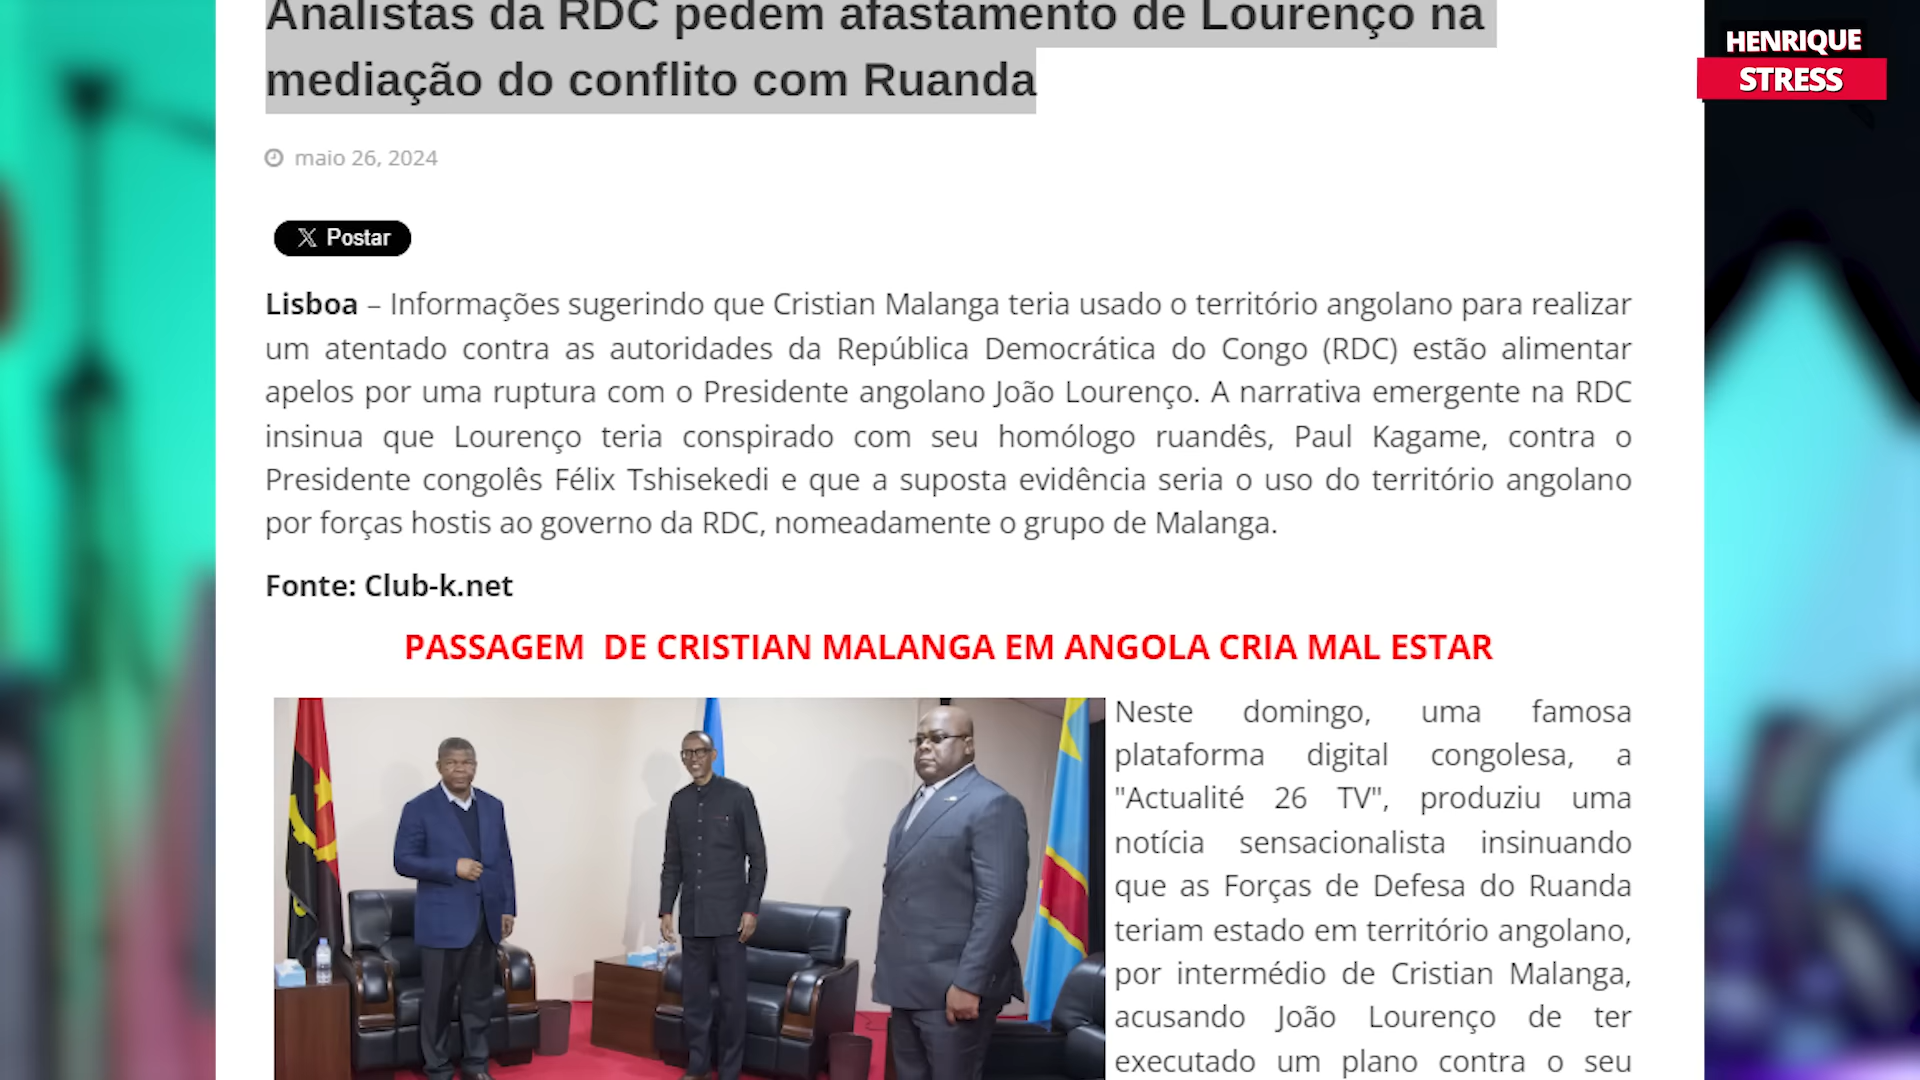 Analistas da RDC pedem afastamento de Lourenço na
mediação do conflito com Ruanda
HENRIQUE
STRESS
maio 26, 2024
X Postar
Lisboa – Informações sugerindo que Cristian Malanga teria usado o território angolano para realizar
um atentado contra as autoridades da República Democrática do Congo (RDC) estão alimentar
apelos por uma ruptura com o Presidente angolano João Lourenço. A narrativa emergente na RDC
insinua que Lourenço teria conspirado com seu homólogo ruandês, Paul Kagame, contra o
Presidente congolês Félix Tshisekedi e que a suposta evidência seria o uso do território angolano
por forças hostis ao governo da RDC, nomeadamente o grupo de Malanga.
Fonte: Club-k.net
PASSAGEM DE CRISTIAN MALANGA EM ANGOLA CRIA MAL ESTAR
Neste domingo, uma famosa
plataforma digital congolesa, a
"Actualité 26 TV", produziu uma
notícia sensacionalista insinuando
que as Forças de Defesa do Ruanda
teriam estado em território angolano,
por intermédio de Cristian Malanga,
acusando João Lourenço de ter
executado um plano contra o seu